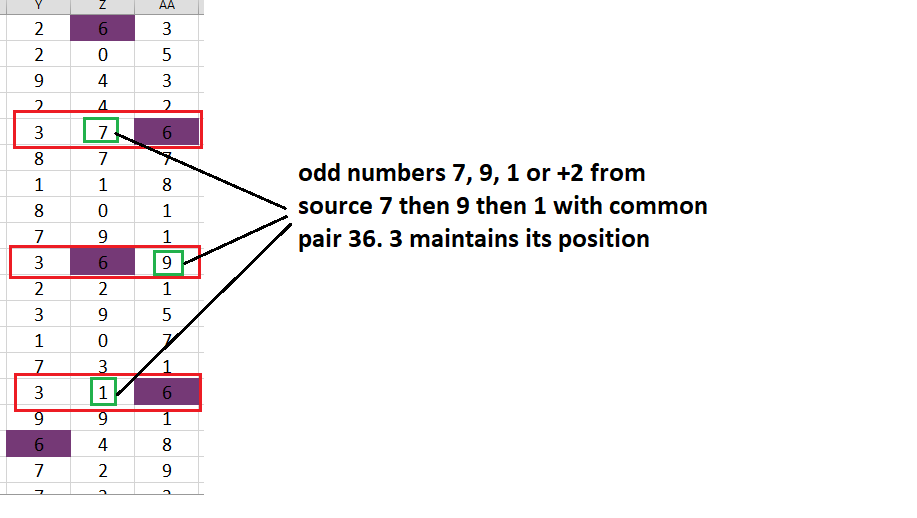 Y Z AA
2 6 3
2 0 5
9 4 3
2 4 2
3 7 6
8 7 7
1 1 8
8 0 1
7 9 1
3 6 9
2 2 1
3 9 5
1 0 7
7 3 1
3 1 6
9 9 1
6 4 8
7 2 9
odd numbers 7, 9, 1 or +2 from
source 7 then 9 then 1 with common
pair 36. 3 maintains its position